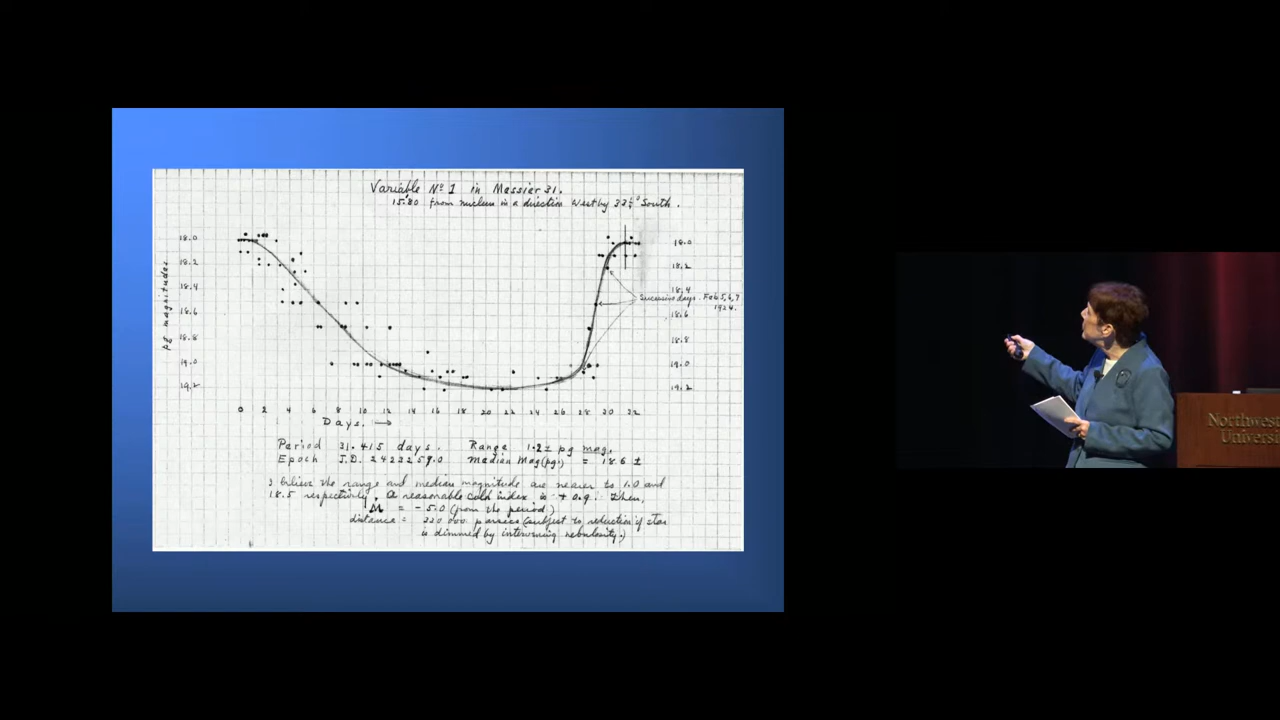 Variable No 1 in Messier 31.
15.'80 from nucleus in a direction West by South.
18.0
18.2
18.4
18.6
18.8
19.0
19.2
pg magnitudes
18.0
18.2
18.4
18.6
18.8
19.0
19.2
Successive days. Feb 5, 6, 7
1924.
0 2 4 6 8 10 12 14 16 18 20 22 24 26 28 30 32
Days. →
Period 31.415 days. Range 1.2± pg mag.
Epoch J.D. 2423259.0 Median Mag(pg.) = 18.6 ±
I believe the range and median magnitude are nearer to 1.0 and
18.5 respectively. A reasonable color index is + 0.9. Then,
M = -5.0 (from the period)
distance = 320 000 parsecs (subject to reduction if star
is dimmed by intervening nebulosity.)
Northwes
Universi